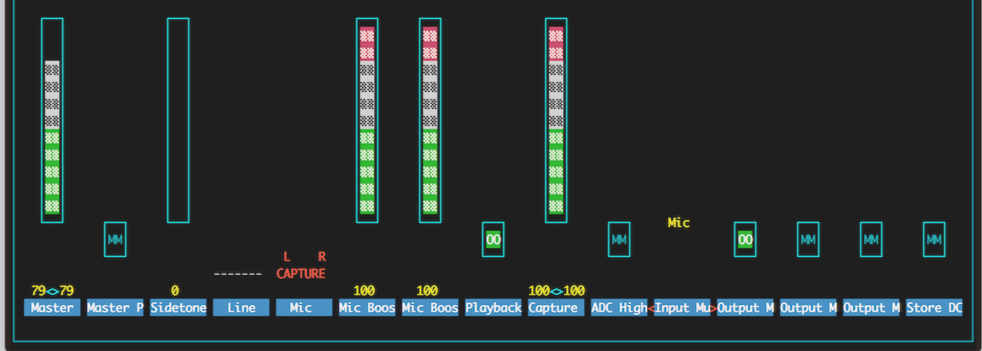 MM OO MM Mic OO MM MM MM
L R
------- CAPTURE
79<>79 0 100 100 100<>100
Master Master P Sidetone Line Mic Mic Boos Mic Boos Playback Capture ADC High <Input Mu> Output M Output M Output M Store DC